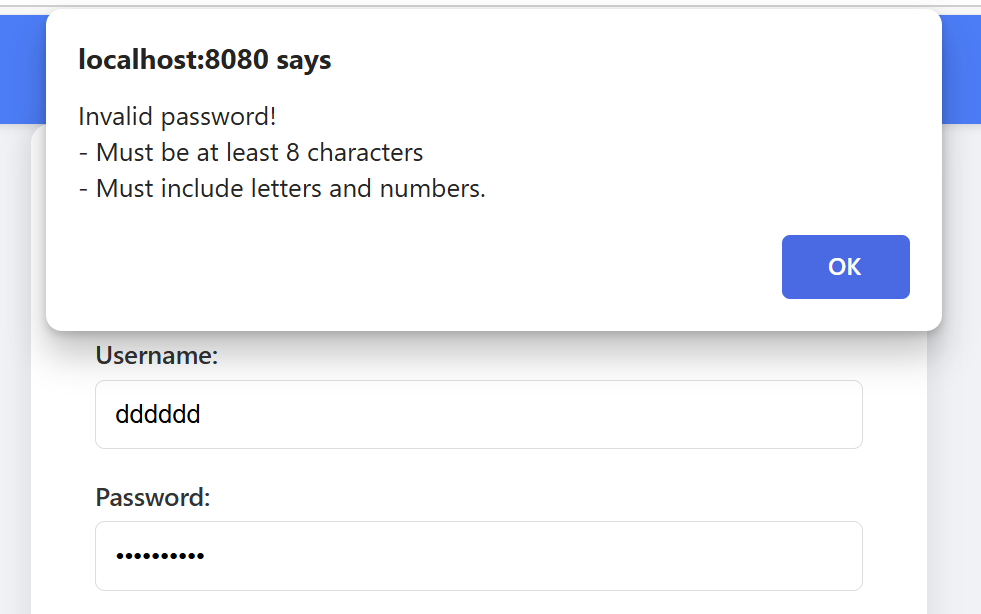 localhost:8080 says
Invalid password!
- Must be at least 8 characters
- Must include letters and numbers.
OK
Username:
dddddd
Password:
••••••••••